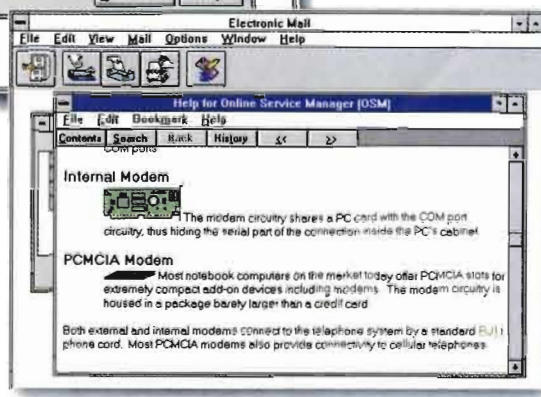 Electronic Mail
File Edit View Mail Options Window Help
Help for Online Service Manager [OSM]
File Edit Bookmark Help
Contents Search Back History << >>
COM ports
Internal Modem
The modem circuitry shares a PC card with the COM port
circuitry, thus hiding the serial part of the connection inside the PC's cabinet
PCMCIA Modem
Most notebook computers on the market today offer PCMCIA slots for
extremely compact add-on devices including modems. The modem circuitry is
housed in a package barely larger than a credit card
Both external and internal modems connect to the telephone system by a standard
phone cord. Most PCMCIA modems also provide connectivity to cellular telephones